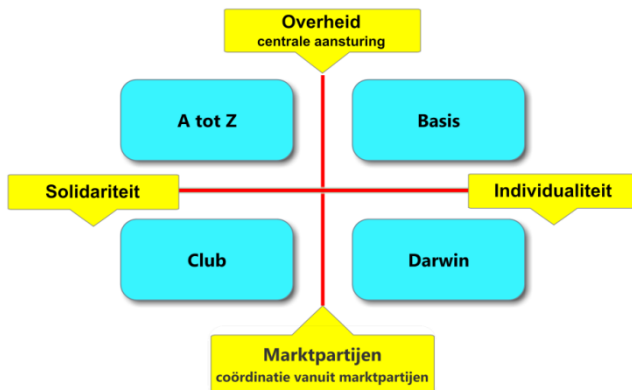 Overheid
centrale aansturing
A tot Z
Basis
Solidariteit
Individualiteit
Club
Darwin
Marktpartijen
coördinatie vanuit marktpartijen